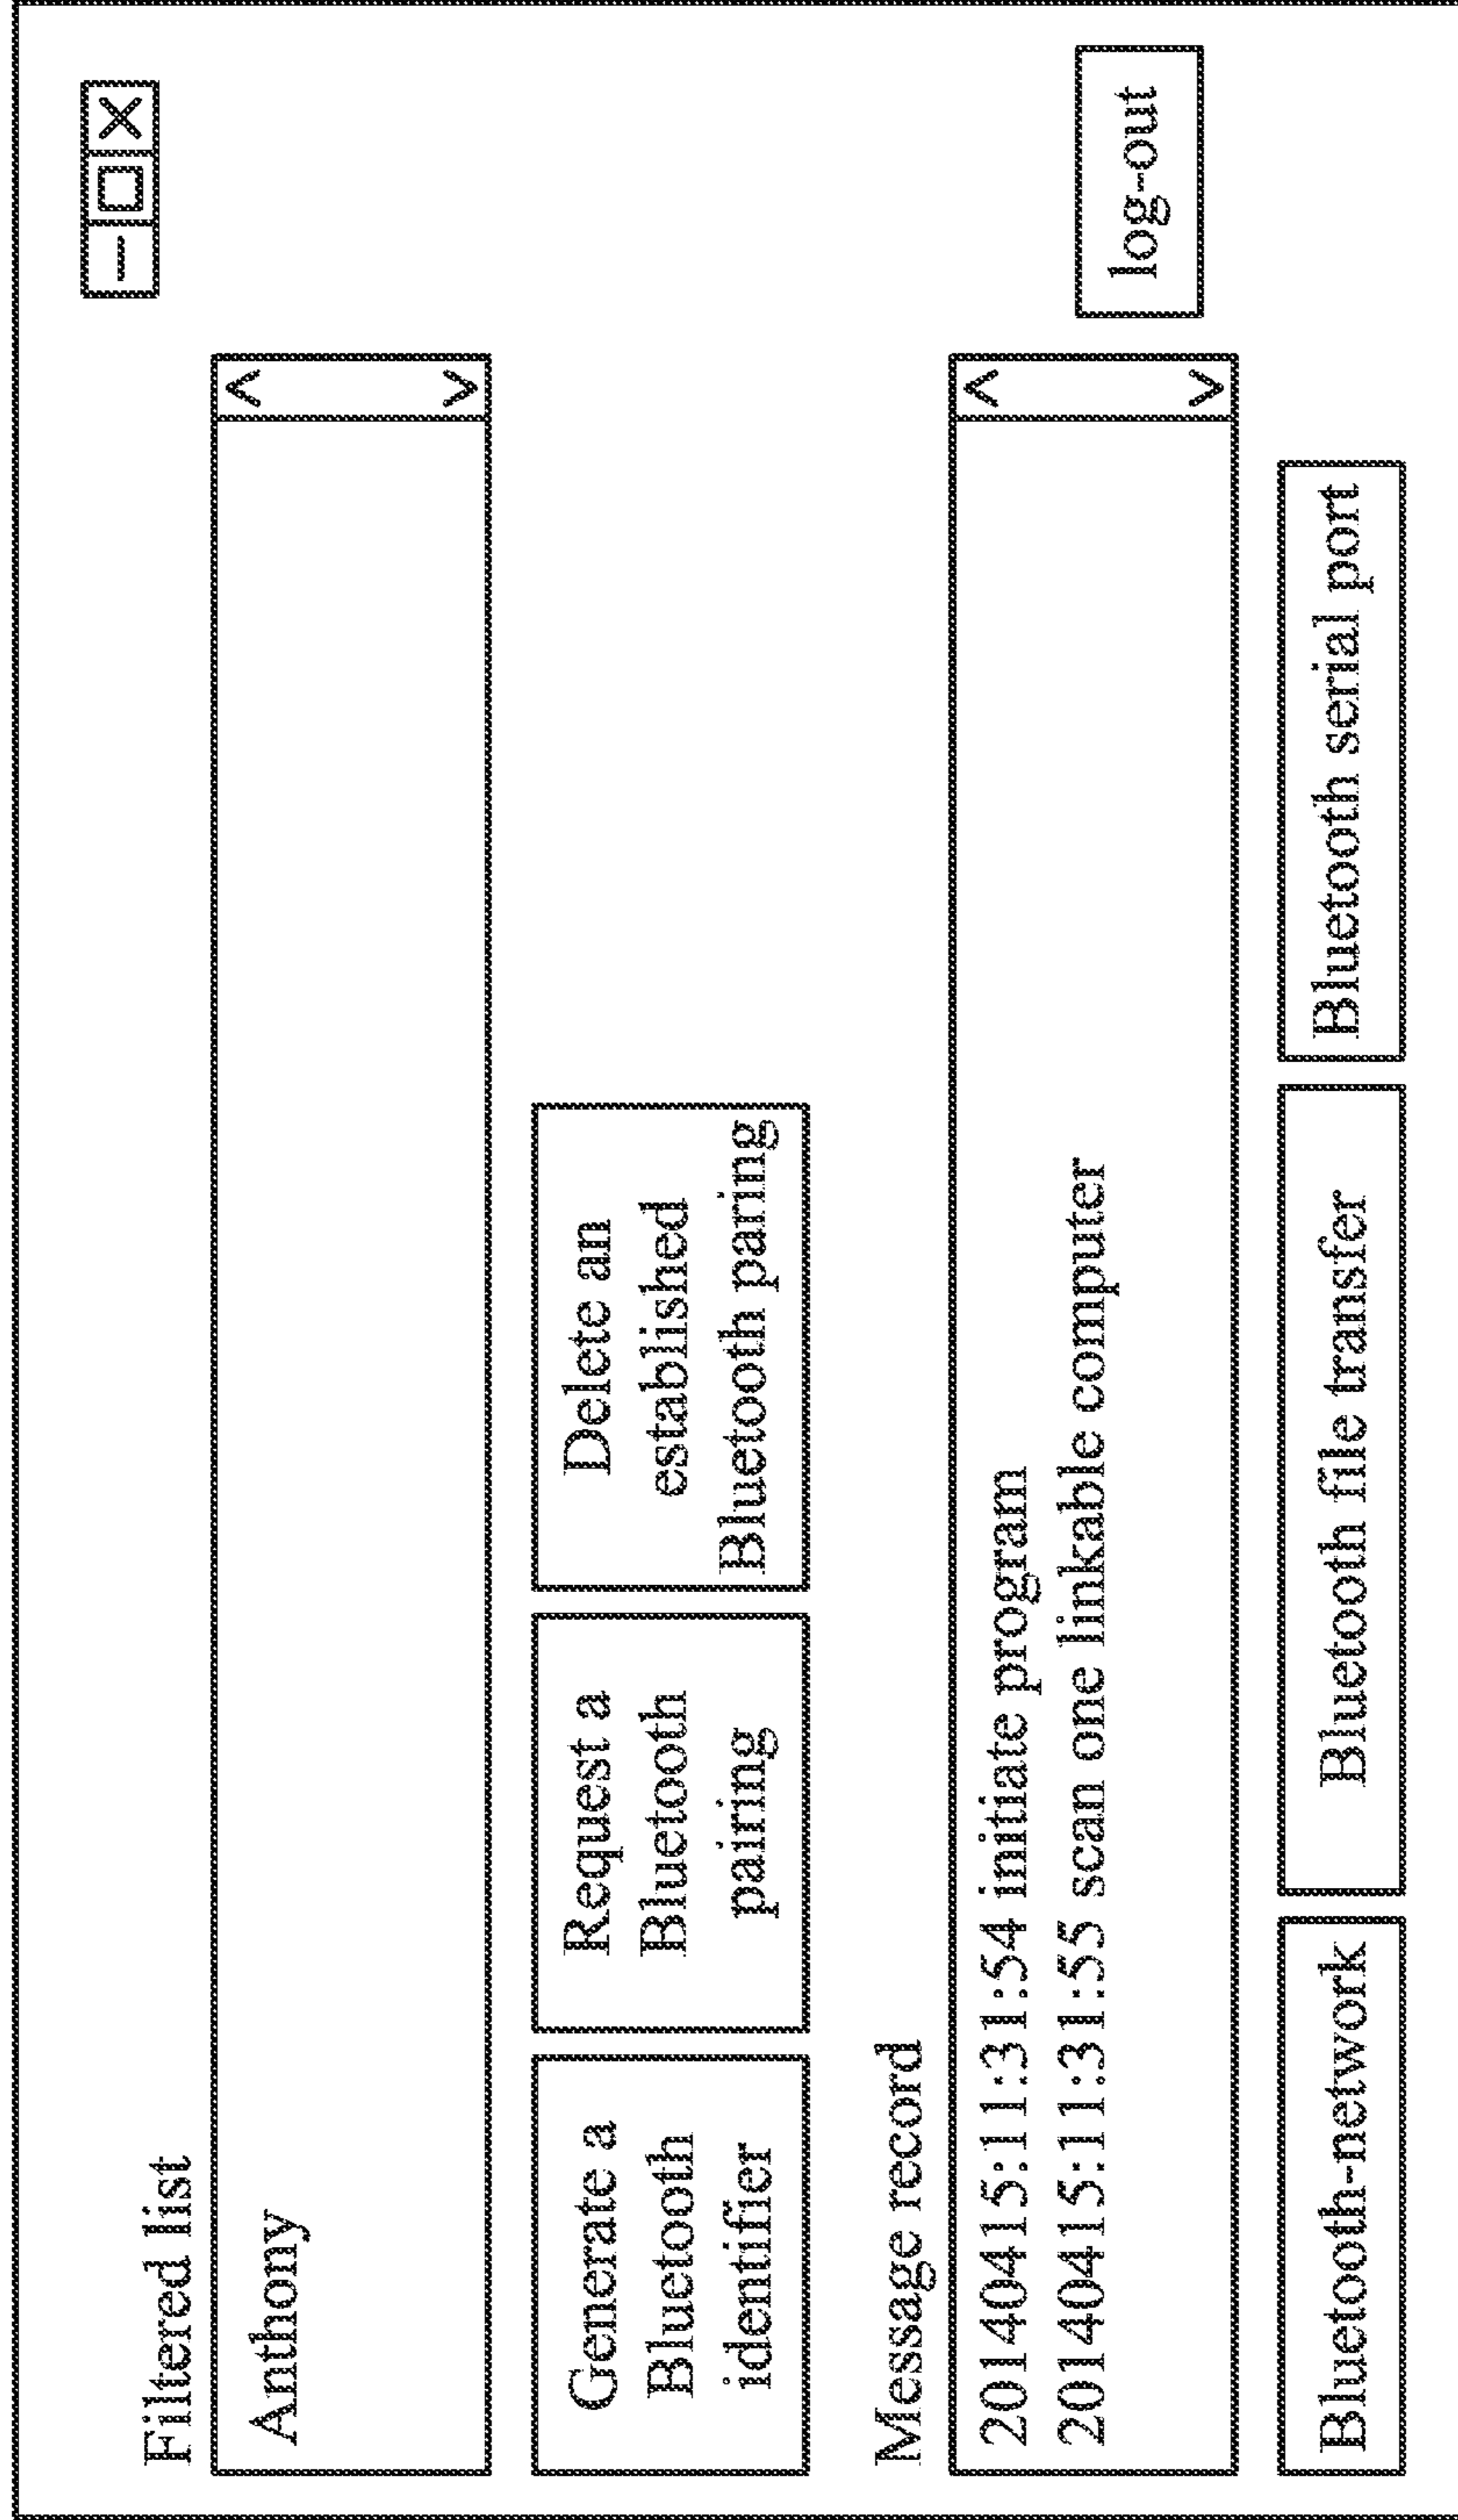 Filtered list
Anthony
Generate a
Bluetooth
identifier
Request a
Bluetooth
pairing
Delete an
established
Bluetooth paring
Message record
20140415:11:31:54 initiate program
20140415:11:31:55 scan one linkable computer
log-out
Bluetooth-network
Bluetooth file transfer
Bluetooth serial port